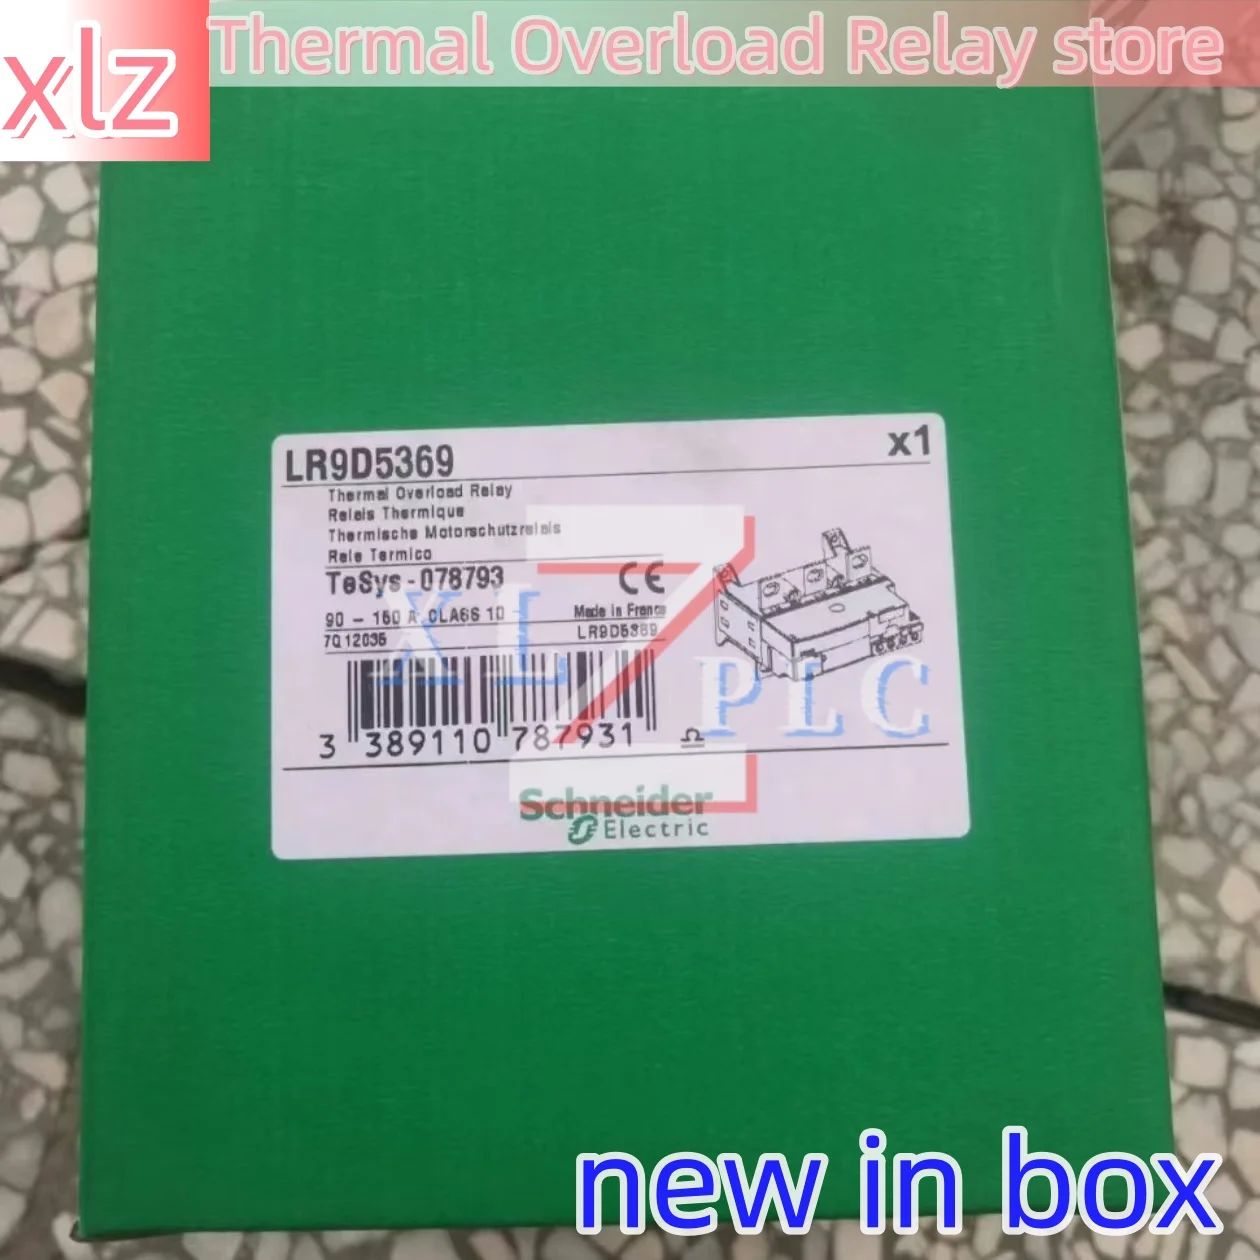 xlz
Thermal Overload Relay store
LR9D5369
x1
Thermal Overload Relay
Relais Thermique
Thermische Motorschutzrelais
Rele Termico
TeSys - 078793
CE
90 - 150 A CLASS 10
Made in France
7Q12035
LR9D5369
XLZ PLC
3 389110 787931
Schneider
Electric
new in box